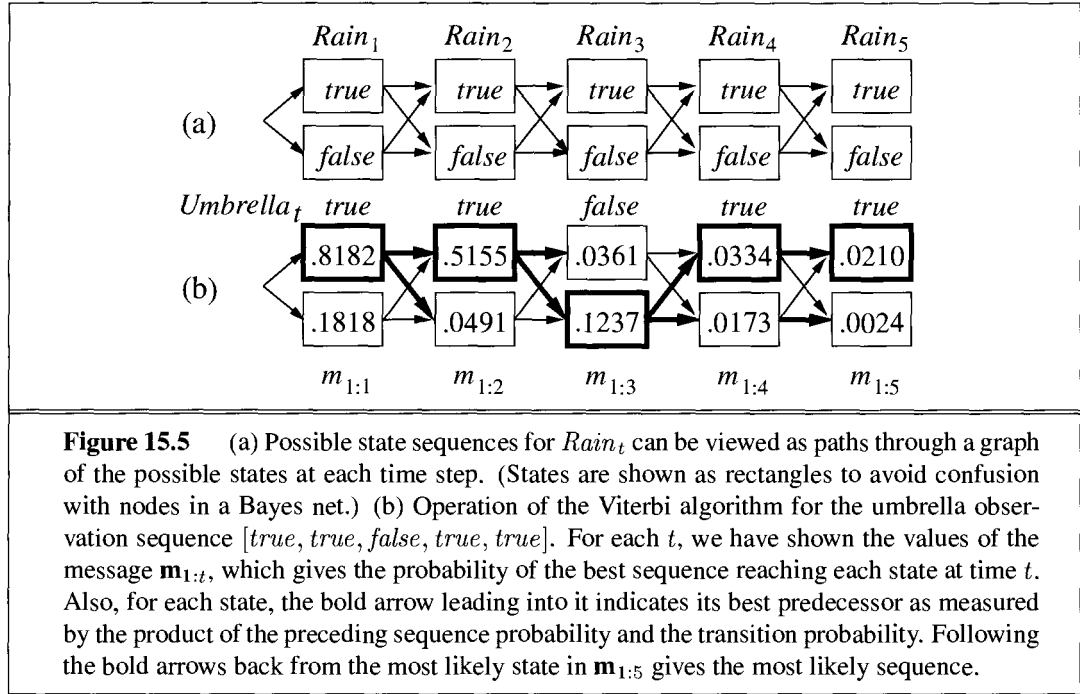 Rain1 Rain2 Rain3 Rain4 Rain5
true true true true true
(a)
false false false false false
Umbrellat true true false true true
.8182 .5155 .0361 .0334 .0210
(b)
.1818 .0491 .1237 .0173 .0024
m1:1 m1:2 m1:3 m1:4 m1:5
Figure 15.5 (a) Possible state sequences for Raint can be viewed as paths through a graph
of the possible states at each time step. (States are shown as rectangles to avoid confusion
with nodes in a Bayes net.) (b) Operation of the Viterbi algorithm for the umbrella obser-
vation sequence [true, true, false, true, true]. For each t, we have shown the values of the
message m1:t, which gives the probability of the best sequence reaching each state at time t.
Also, for each state, the bold arrow leading into it indicates its best predecessor as measured
by the product of the preceding sequence probability and the transition probability. Following
the bold arrows back from the most likely state in m1:5 gives the most likely sequence.